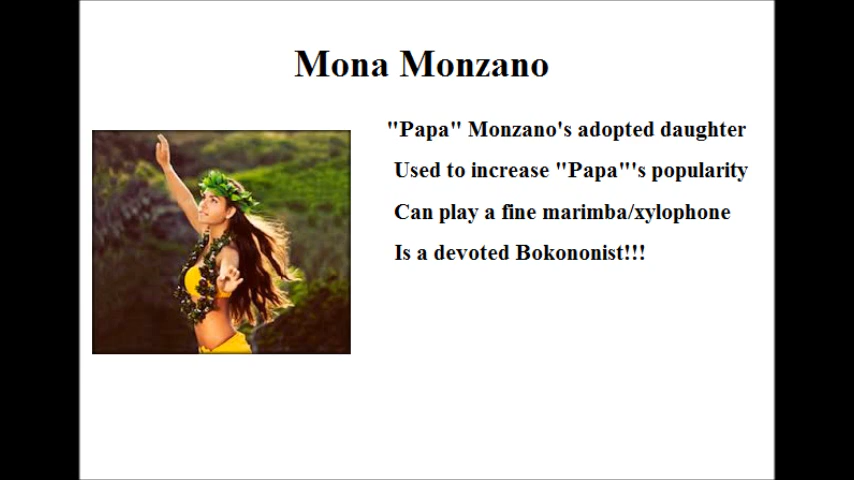 Mona Monzano
"Papa" Monzano's adopted daughter
Used to increase "Papa"'s popularity
Can play a fine marimba/xylophone
Is a devoted Bokononist!!!